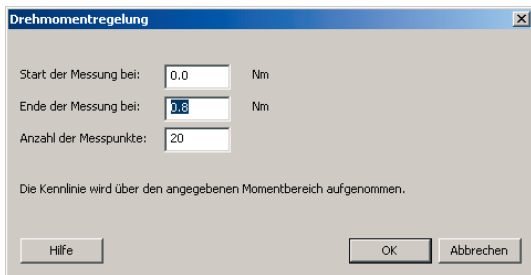 Drehmomentregelung
Start der Messung bei: 0.0 Nm
Ende der Messung bei: 0.8 Nm
Anzahl der Messpunkte: 20
Die Kennlinie wird über den angegebenen Momentbereich aufgenommen.
Hilfe OK Abbrechen